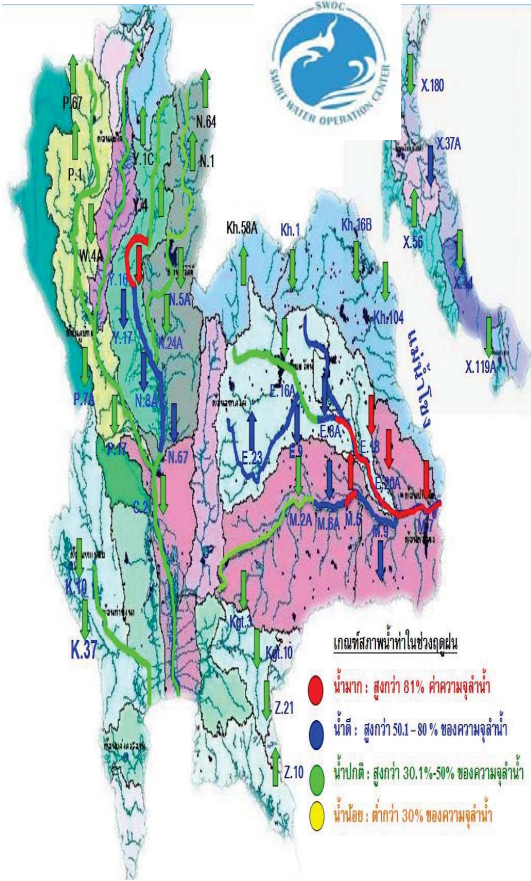 SWOC
SMART WATER OPERATION CENTER
P.67
N.64
Y.1C
N.1
P.1
Y.4
W.4A
Y.16
N.5A
Y.17
N.24A
P.7A
N.8A
P.17
N.67
C.2
K.10
K.37
Kh.58A
Kh.1
Kh.16B
Kh.104
แม่น้ำโขง
E.16A
E.8A
E.23
E.9
E.18
E.20A
M.2A
M.6A
M.5
M.9
M.7
Kgt.3
Kgt.10
Z.21
Z.10
X.180
X.37A
X.56
X.44
X.119A
เกณฑ์สภาพน้ำท่าในช่วงฤดูฝน
น้ำมาก : สูงกว่า 81% ค่าความจุลำน้ำ
น้ำดี : สูงกว่า 50.1 – 80 % ของความจุลำน้ำ
น้ำปกติ : สูงกว่า 30.1%-50% ของความจุลำน้ำ
น้ำน้อย : ต่ำกว่า 30% ของความจุลำน้ำ